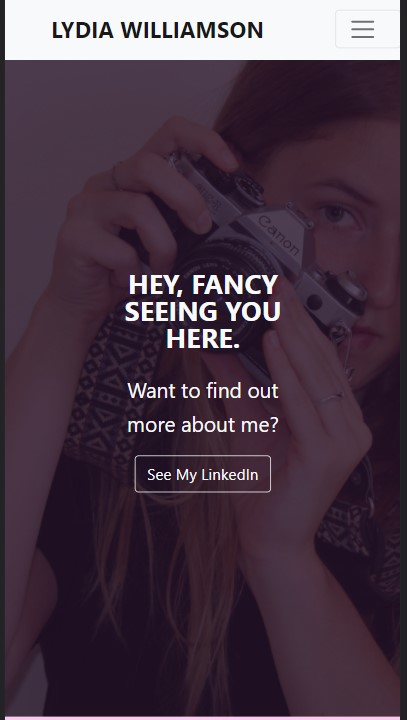 LYDIA WILLIAMSON
Canon
HEY, FANCY
SEEING YOU
HERE.
Want to find out
more about me?
See My LinkedIn